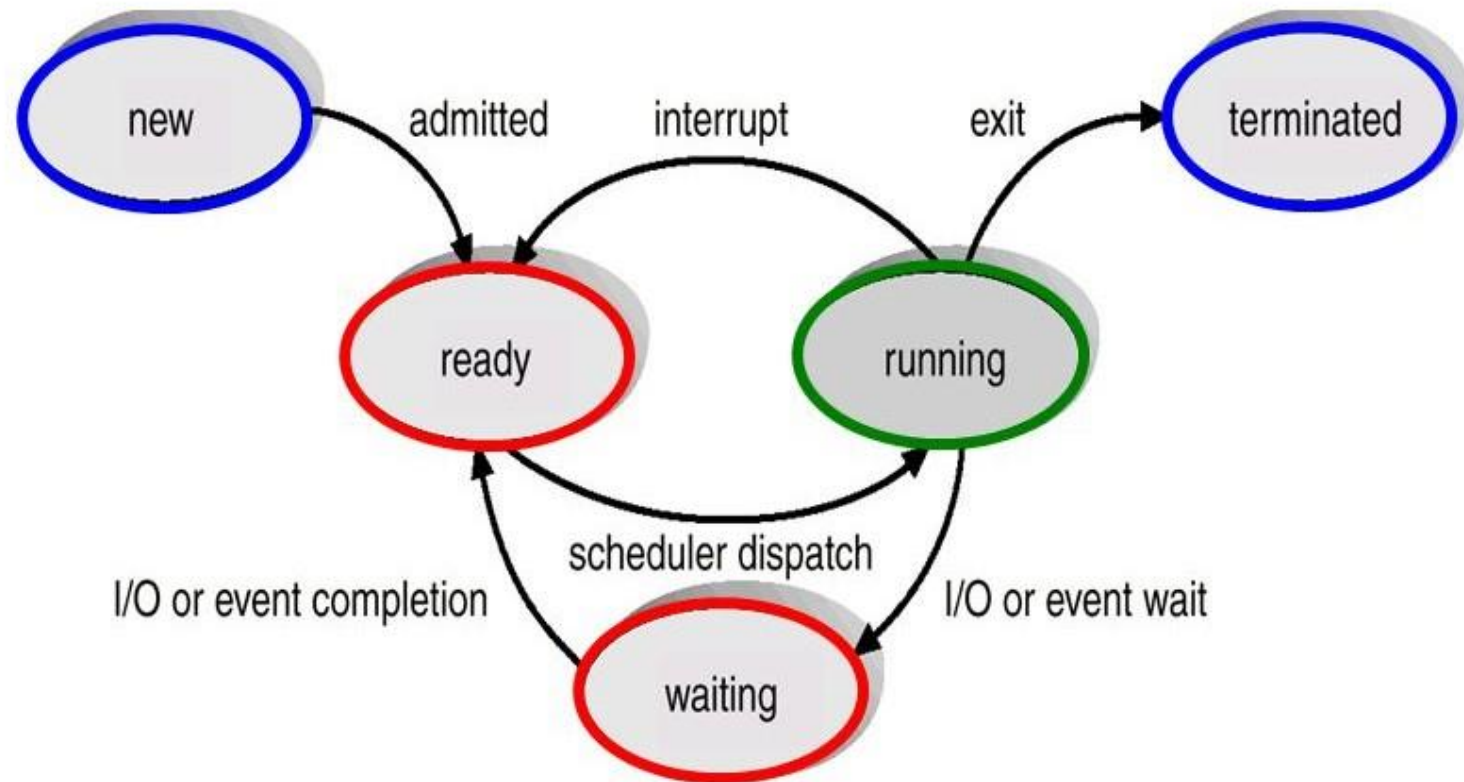 new
admitted
interrupt
exit
terminated
ready
running
scheduler dispatch
I/O or event completion
I/O or event wait
waiting